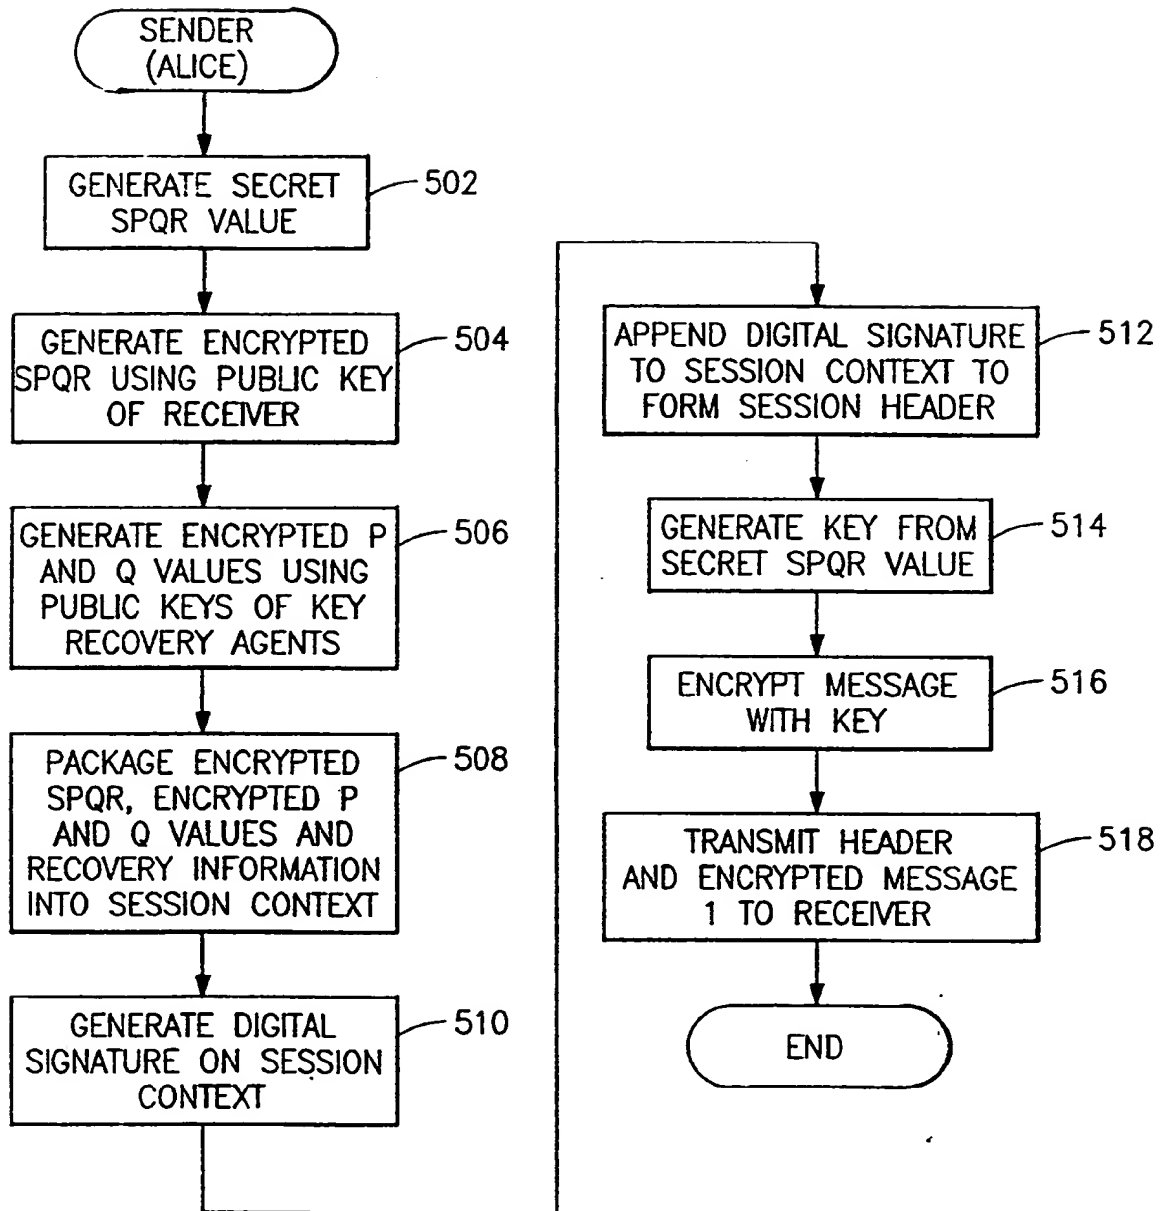 SENDER
(ALICE)
GENERATE SECRET
SPQR VALUE
502
GENERATE ENCRYPTED
SPQR USING PUBLIC KEY
OF RECEIVER
504
GENERATE ENCRYPTED P
AND Q VALUES USING
PUBLIC KEYS OF KEY
RECOVERY AGENTS
506
PACKAGE ENCRYPTED
SPQR, ENCRYPTED P
AND Q VALUES AND
RECOVERY INFORMATION
INTO SESSION CONTEXT
508
GENERATE DIGITAL
SIGNATURE ON SESSION
CONTEXT
510
APPEND DIGITAL SIGNATURE
TO SESSION CONTEXT TO
FORM SESSION HEADER
512
GENERATE KEY FROM
SECRET SPQR VALUE
514
ENCRYPT MESSAGE
WITH KEY
516
TRANSMIT HEADER
AND ENCRYPTED MESSAGE
1 TO RECEIVER
518
END